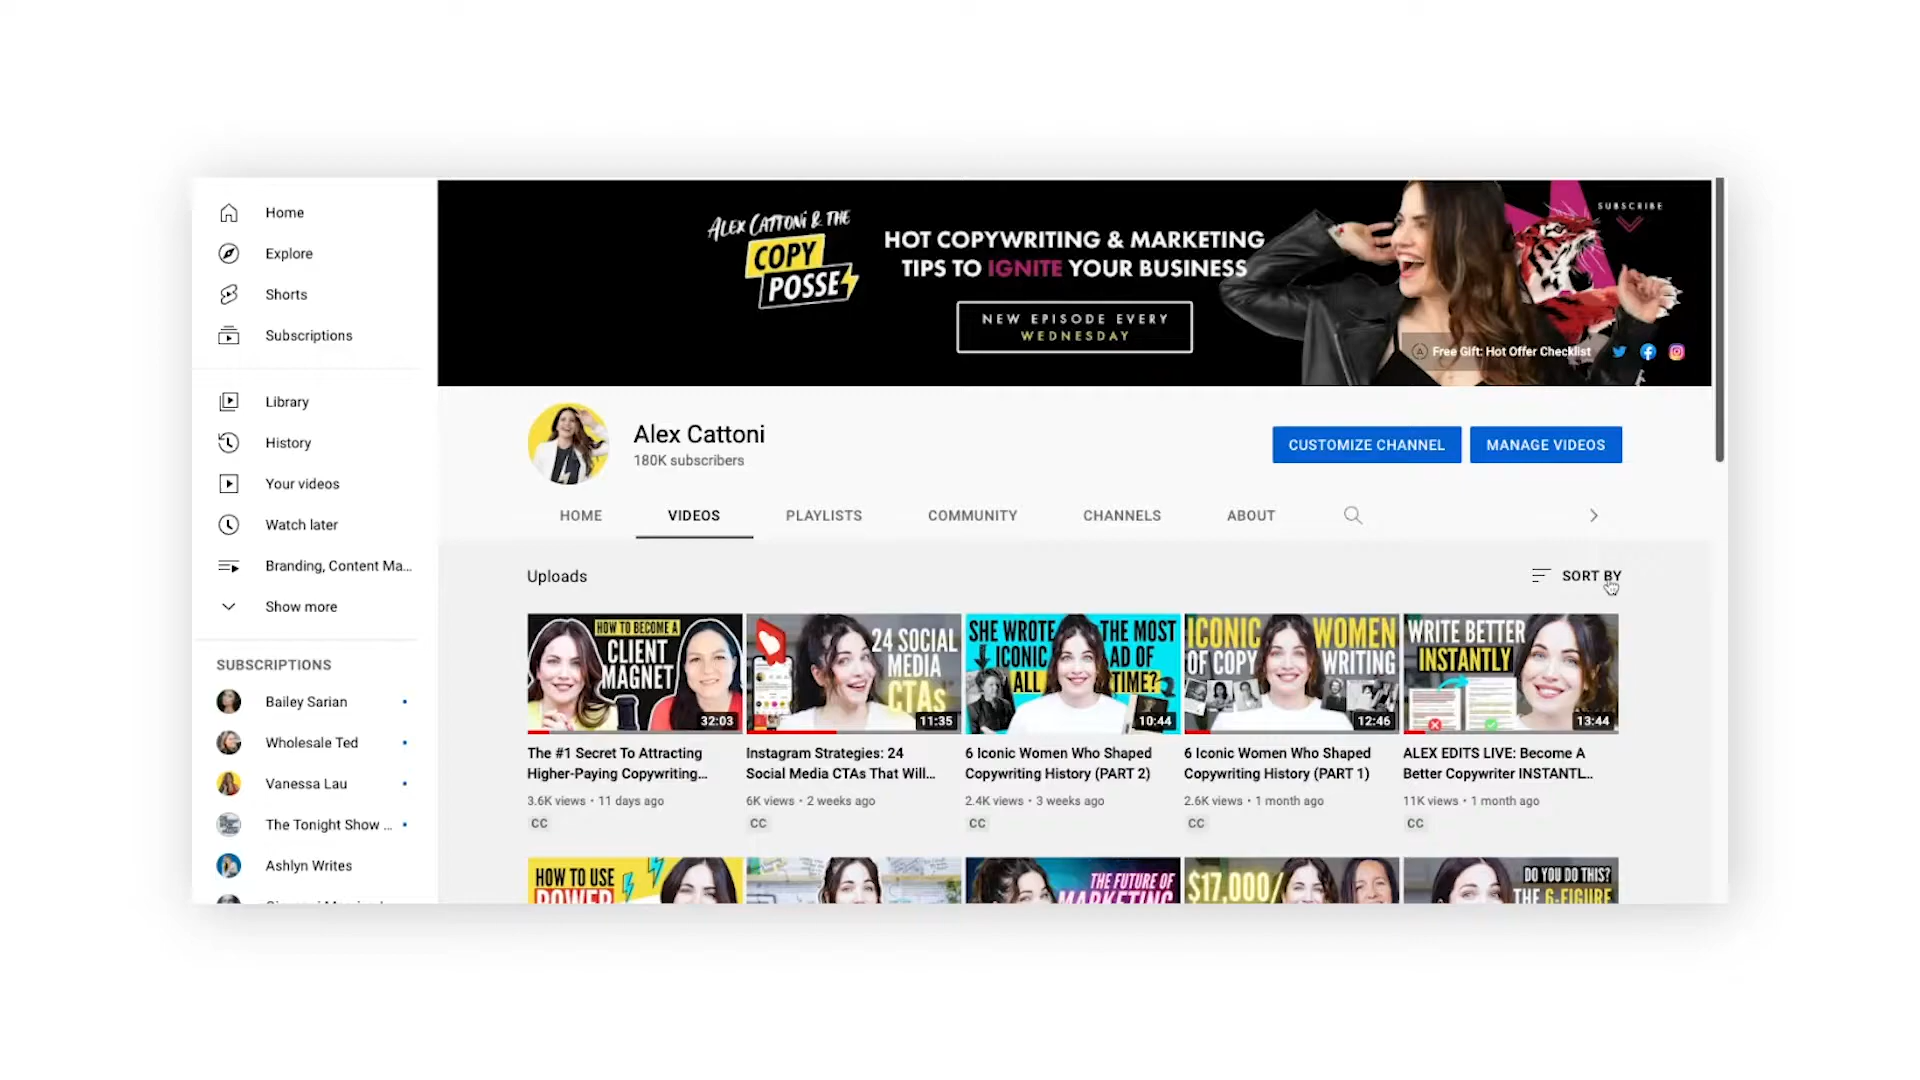 Home
Explore
Shorts
Subscriptions
Library
History
Your videos
Watch later
Branding, Content Ma...
Show more
SUBSCRIPTIONS
Bailey Sarian
Wholesale Ted
Vanessa Lau
The Tonight Show ...
Ashlyn Writes
ALEX CATTONI & THE
COPY
POSSE
HOT COPYWRITING & MARKETING
TIPS TO IGNITE YOUR BUSINESS
NEW EPISODE EVERY
WEDNESDAY
SUBSCRIBE
Free Gift: Hot Offer Checklist
Alex Cattoni
180K subscribers
CUSTOMIZE CHANNEL
MANAGE VIDEOS
HOME
VIDEOS
PLAYLISTS
COMMUNITY
CHANNELS
ABOUT
Uploads
SORT BY
HOW TO BECOME A
CLIENT
MAGNET
32:03
The #1 Secret To Attracting
Higher-Paying Copywriting...
3.6K views • 11 days ago
CC
24 SOCIAL
MEDIA
CTAs
11:35
Instagram Strategies: 24
Social Media CTAs That Will...
6K views • 2 weeks ago
CC
SHE WROTE THE MOST
ICONIC AD OF
ALL TIME?
10:44
6 Iconic Women Who Shaped
Copywriting History (PART 2)
2.4K views • 3 weeks ago
CC
ICONIC WOMEN
OF COPYWRITING
12:46
6 Iconic Women Who Shaped
Copywriting History (PART 1)
2.6K views • 1 month ago
CC
WRITE BETTER
INSTANTLY
13:44
ALEX EDITS LIVE: Become A
Better Copywriter INSTANTL...
11K views • 1 month ago
CC
HOW TO USE
POWER
THE FUTURE OF
MARKETING
$17,000/
DO YOU DO THIS?
THE 6-FIGURE